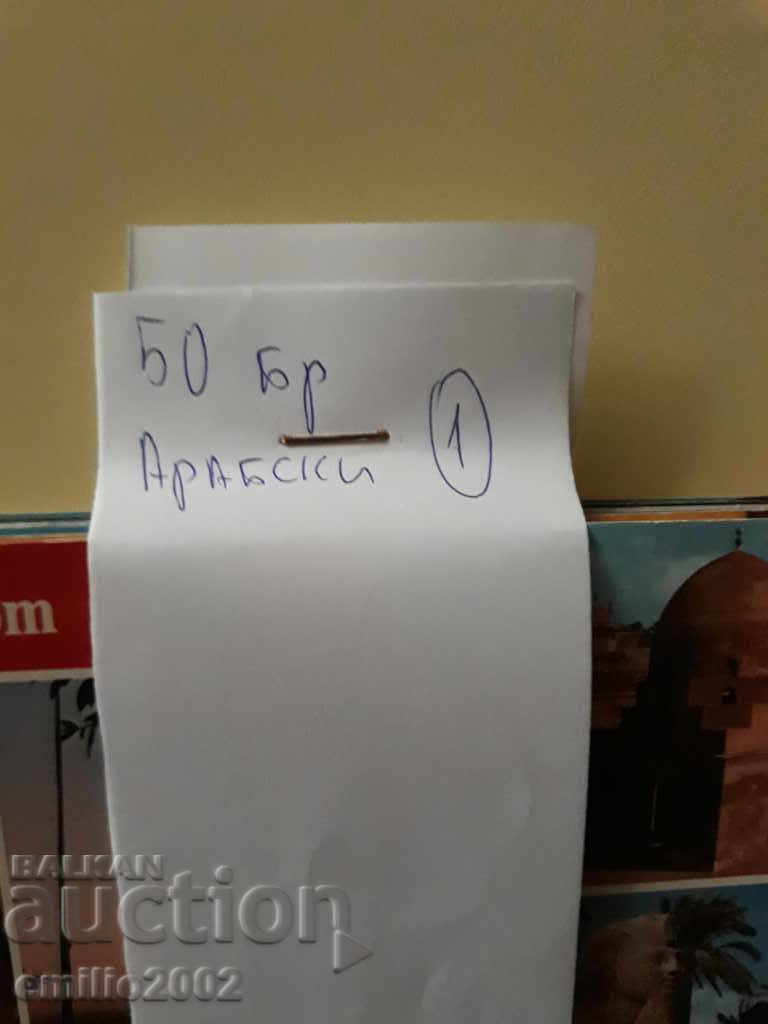 50 бр
Арабски 1
om
BALKAN
auction
emilio2002